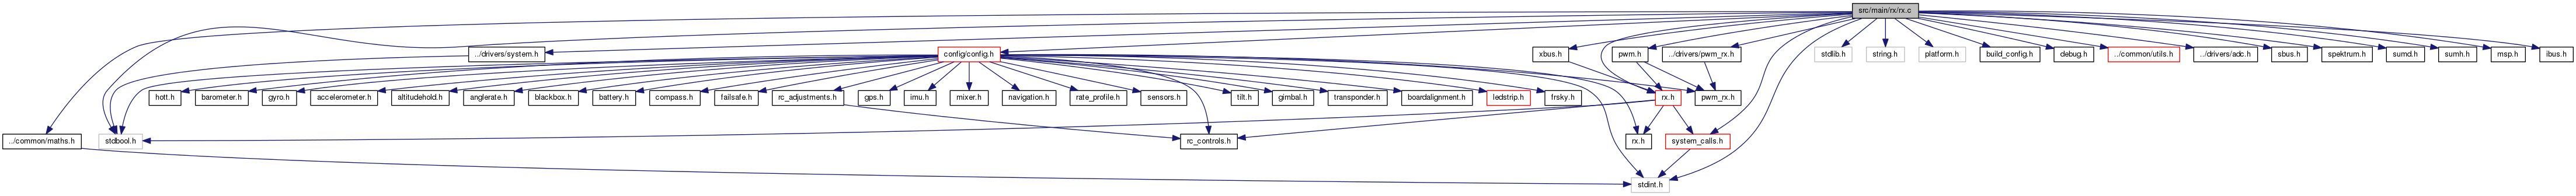 src/main/rx/rx.c
../drivers/system.h
config/config.h
xbus.h
pwm.h
../drivers/pwm_rx.h
stdlib.h
string.h
platform.h
build_config.h
debug.h
../common/utils.h
../drivers/adc.h
sbus.h
spektrum.h
sumd.h
sumh.h
msp.h
ibus.h
hott.h
barometer.h
gyro.h
accelerometer.h
altitudehold.h
anglerate.h
blackbox.h
battery.h
compass.h
failsafe.h
rc_adjustments.h
gps.h
imu.h
mixer.h
navigation.h
rate_profile.h
sensors.h
tilt.h
gimbal.h
transponder.h
boardalignment.h
ledstrip.h
frsky.h
rx.h
pwm_rx.h
../common/maths.h
stdbool.h
rc_controls.h
rx.h
system_calls.h
stdint.h